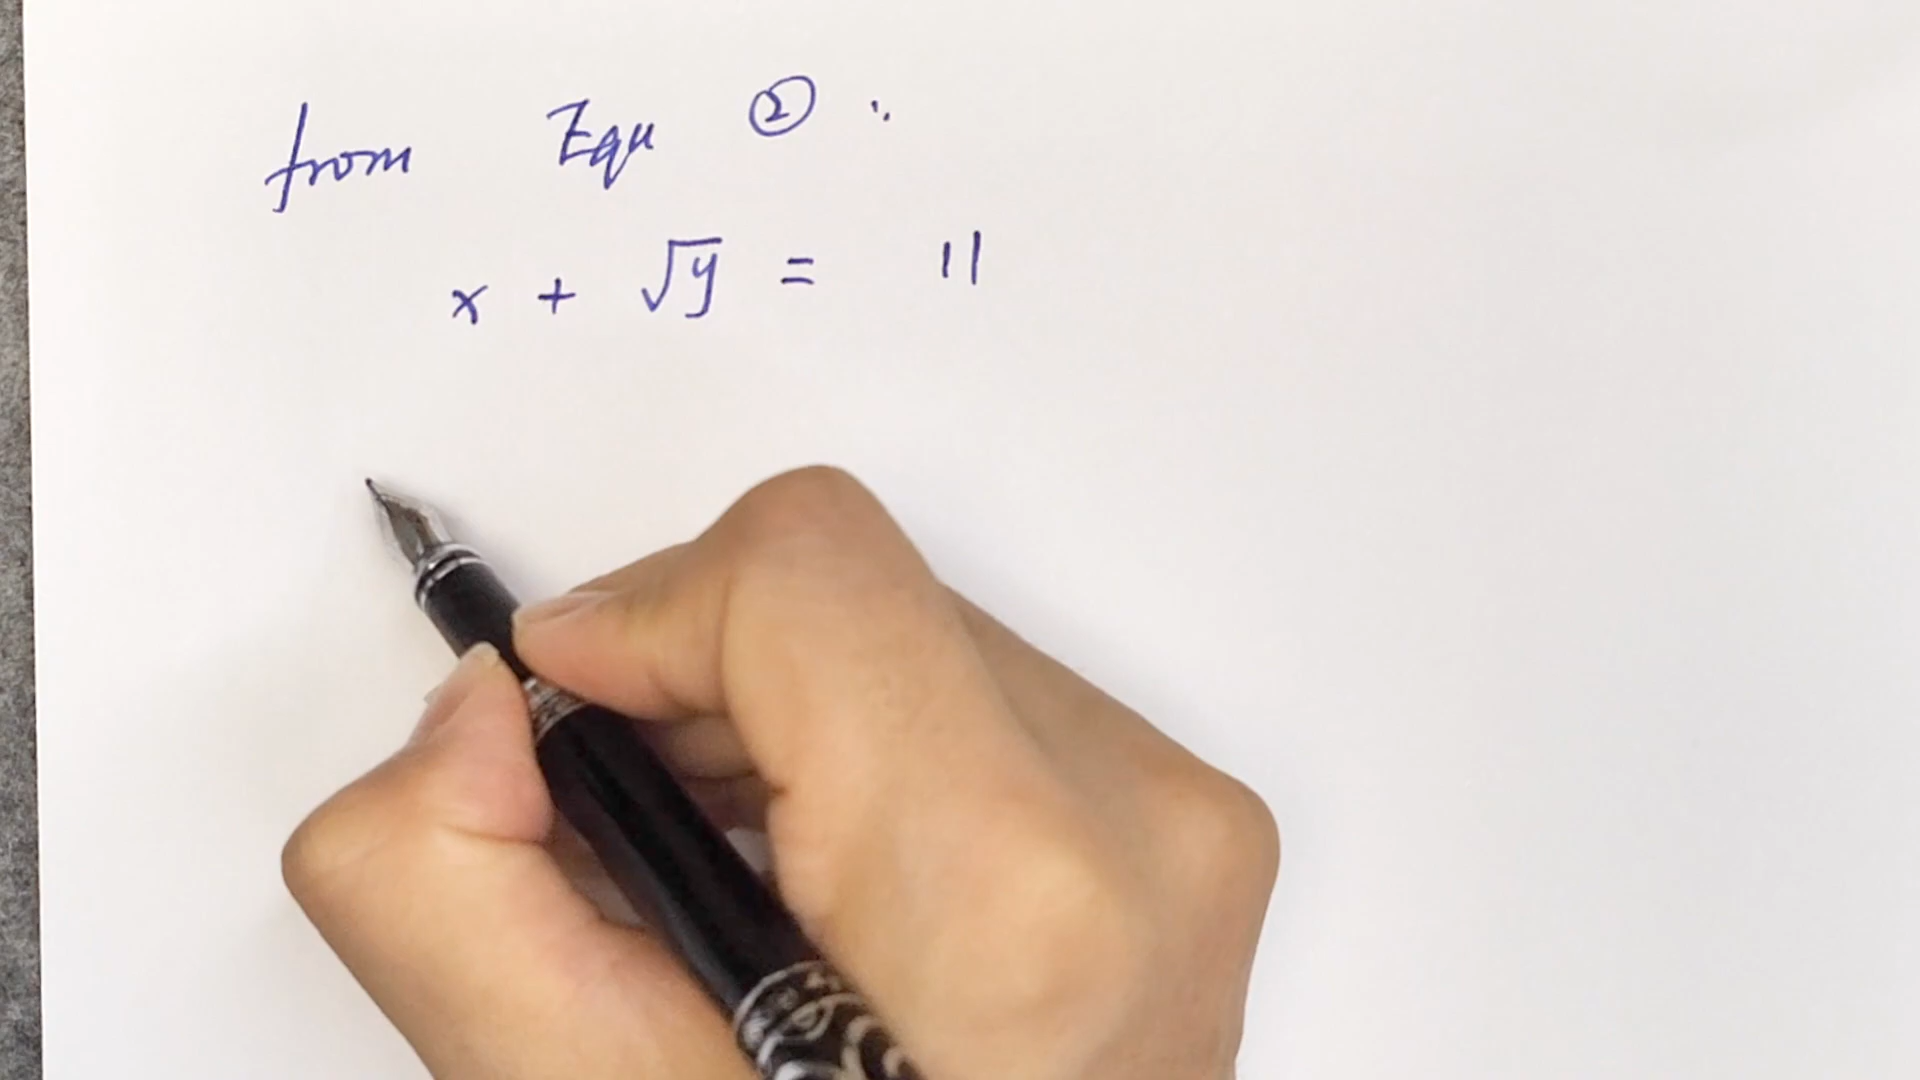 from Equ ② :
x + √y = 11